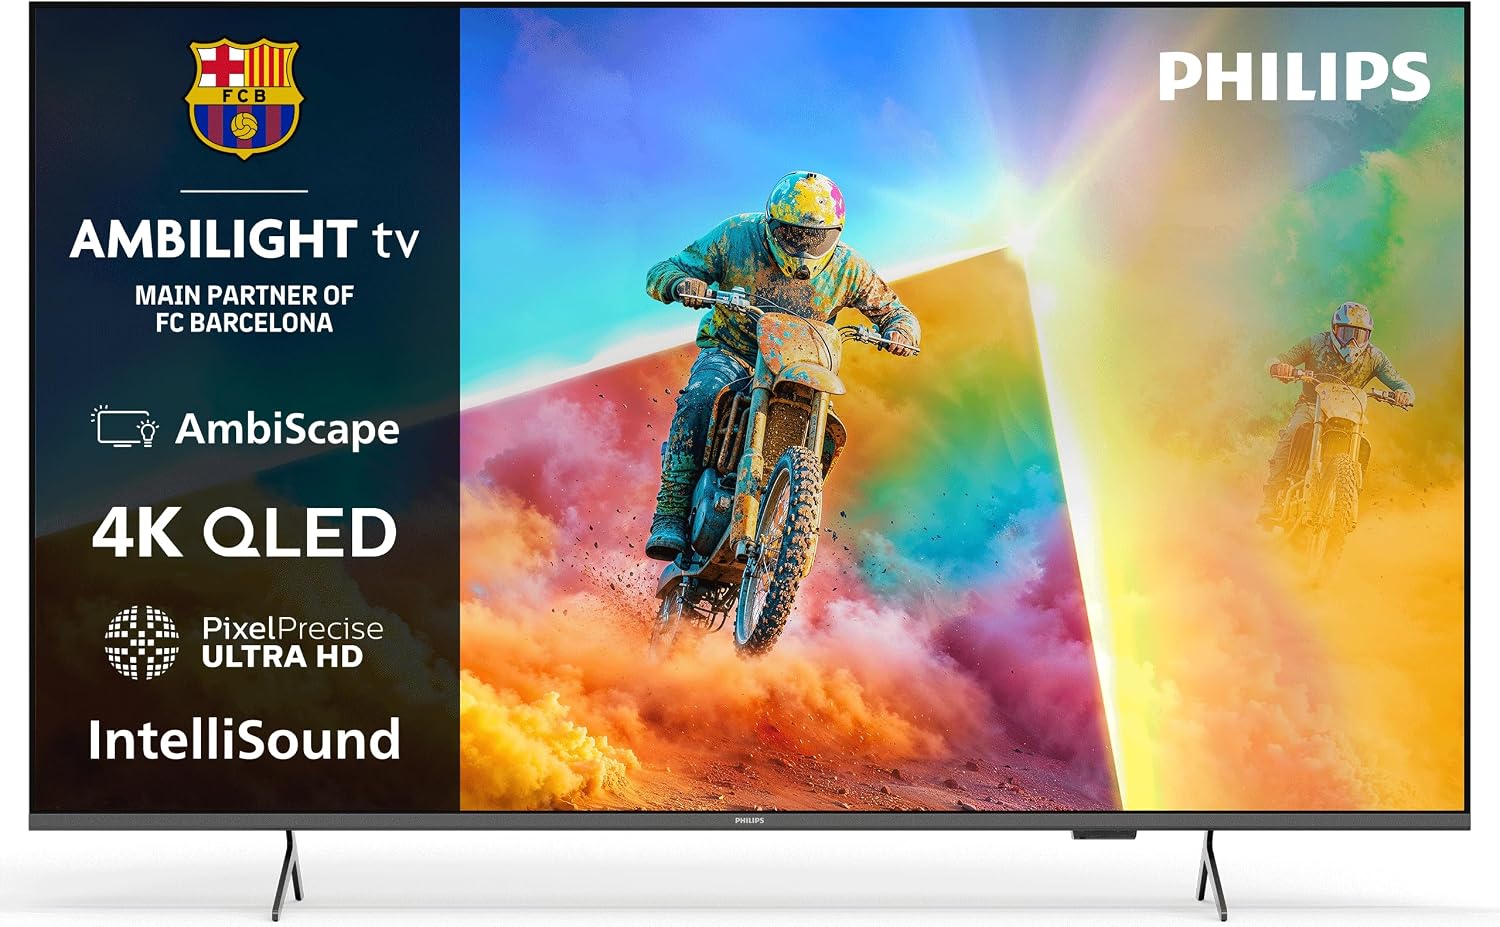 FCB
PHILIPS
AMBILIGHT tv
MAIN PARTNER OF
FC BARCELONA
AmbiScape
4K QLED
PixelPrecise
ULTRA HD
IntelliSound
PHILIPS